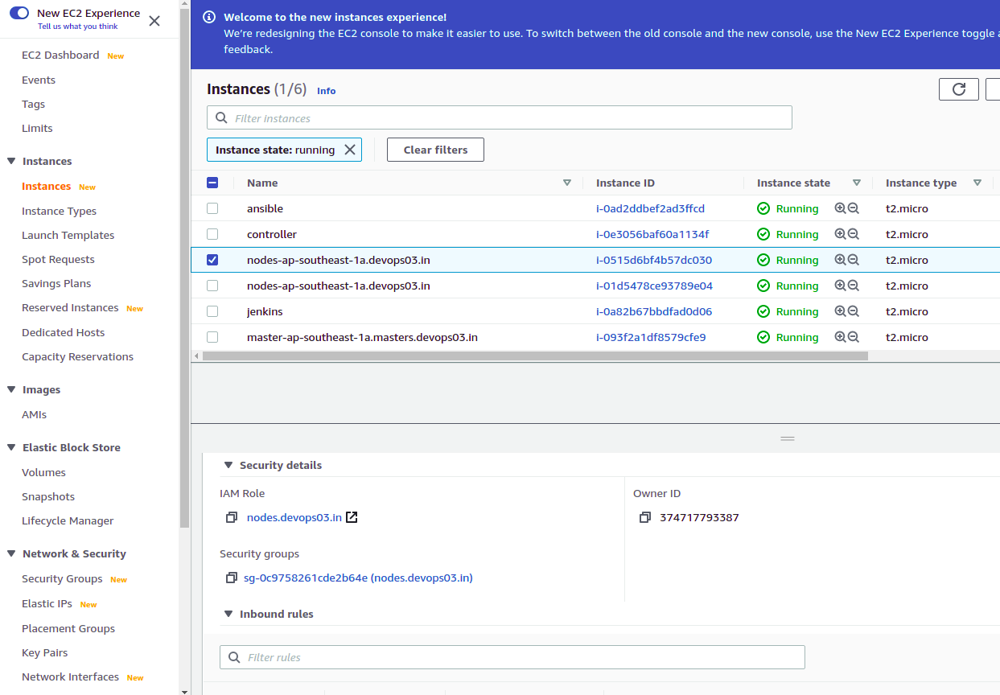 New EC2 Experience
Tell us what you think
EC2 Dashboard New
Events
Tags
Limits
Instances
Instances New
Instance Types
Launch Templates
Spot Requests
Savings Plans
Reserved Instances New
Dedicated Hosts
Capacity Reservations
Images
AMIs
Elastic Block Store
Volumes
Snapshots
Lifecycle Manager
Network & Security
Security Groups New
Elastic IPs New
Placement Groups
Key Pairs
Network Interfaces New
Welcome to the new instances experience!
We're redesigning the EC2 console to make it easier to use. To switch between the old console and the new console, use the New EC2 Experience toggle a
feedback.
Instances (1/6) Info
Filter instances
Instance state: running
Clear filters
Name Instance ID Instance state Instance type
ansible i-0ad2ddbef2ad3ffcd Running t2.micro
controller i-0e3056baf60a1134f Running t2.micro
nodes-ap-southeast-1a.devops03.in i-0515d6bf4b57dc030 Running t2.micro
nodes-ap-southeast-1a.devops03.in i-01d5478ce93789e04 Running t2.micro
jenkins i-0a82b67bbdfad0d06 Running t2.micro
master-ap-southeast-1a.masters.devops03.in i-093f2a1df8579cfe9 Running t2.micro
Security details
IAM Role
nodes.devops03.in
Owner ID
374717793387
Security groups
sg-0c9758261cde2b64e (nodes.devops03.in)
Inbound rules
Filter rules